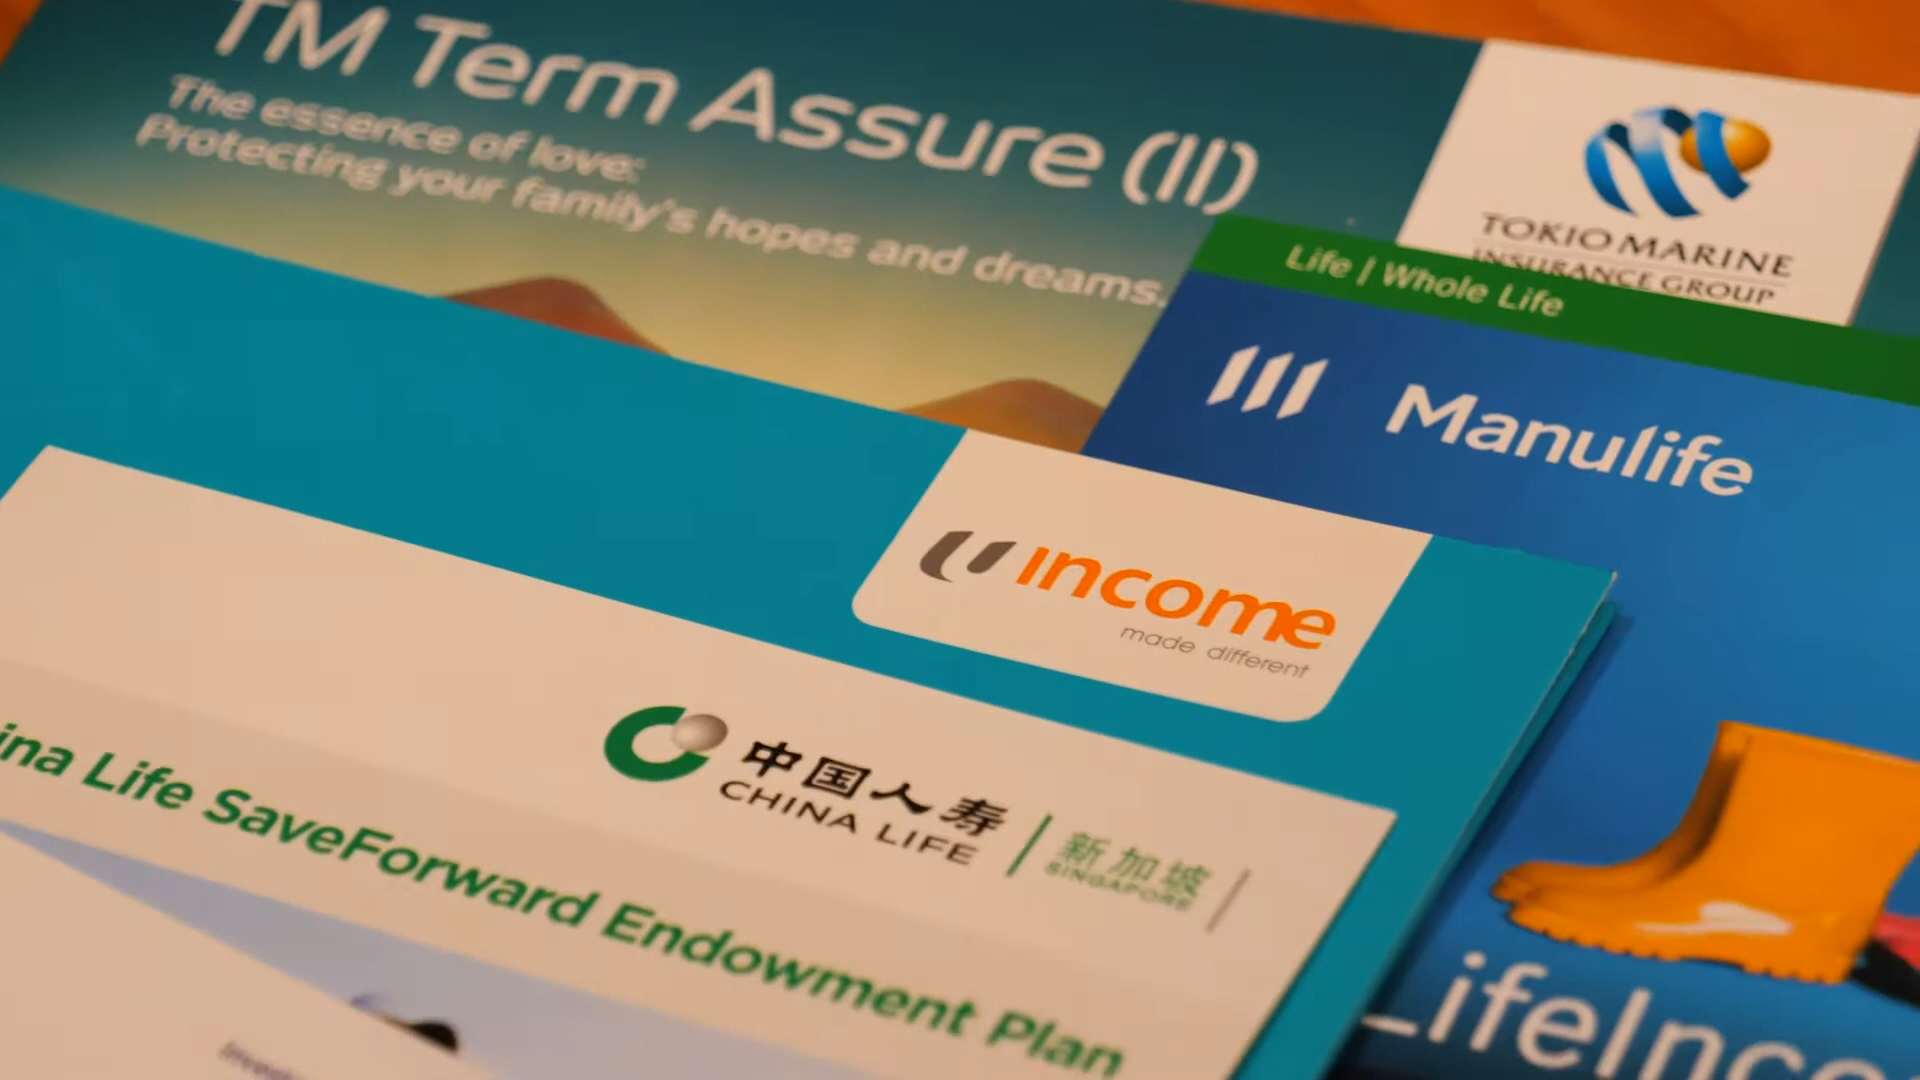 TM Term Assure (II)
The essence of love:
Protecting your family's hopes and dreams.
TOKIO MARINE
INSURANCE GROUP
Life | Whole Life
Manulife
income
made different
中国人寿
CHINA LIFE
新加坡
SINGAPORE
ina Life SaveForward Endowment Plan
LifeInco